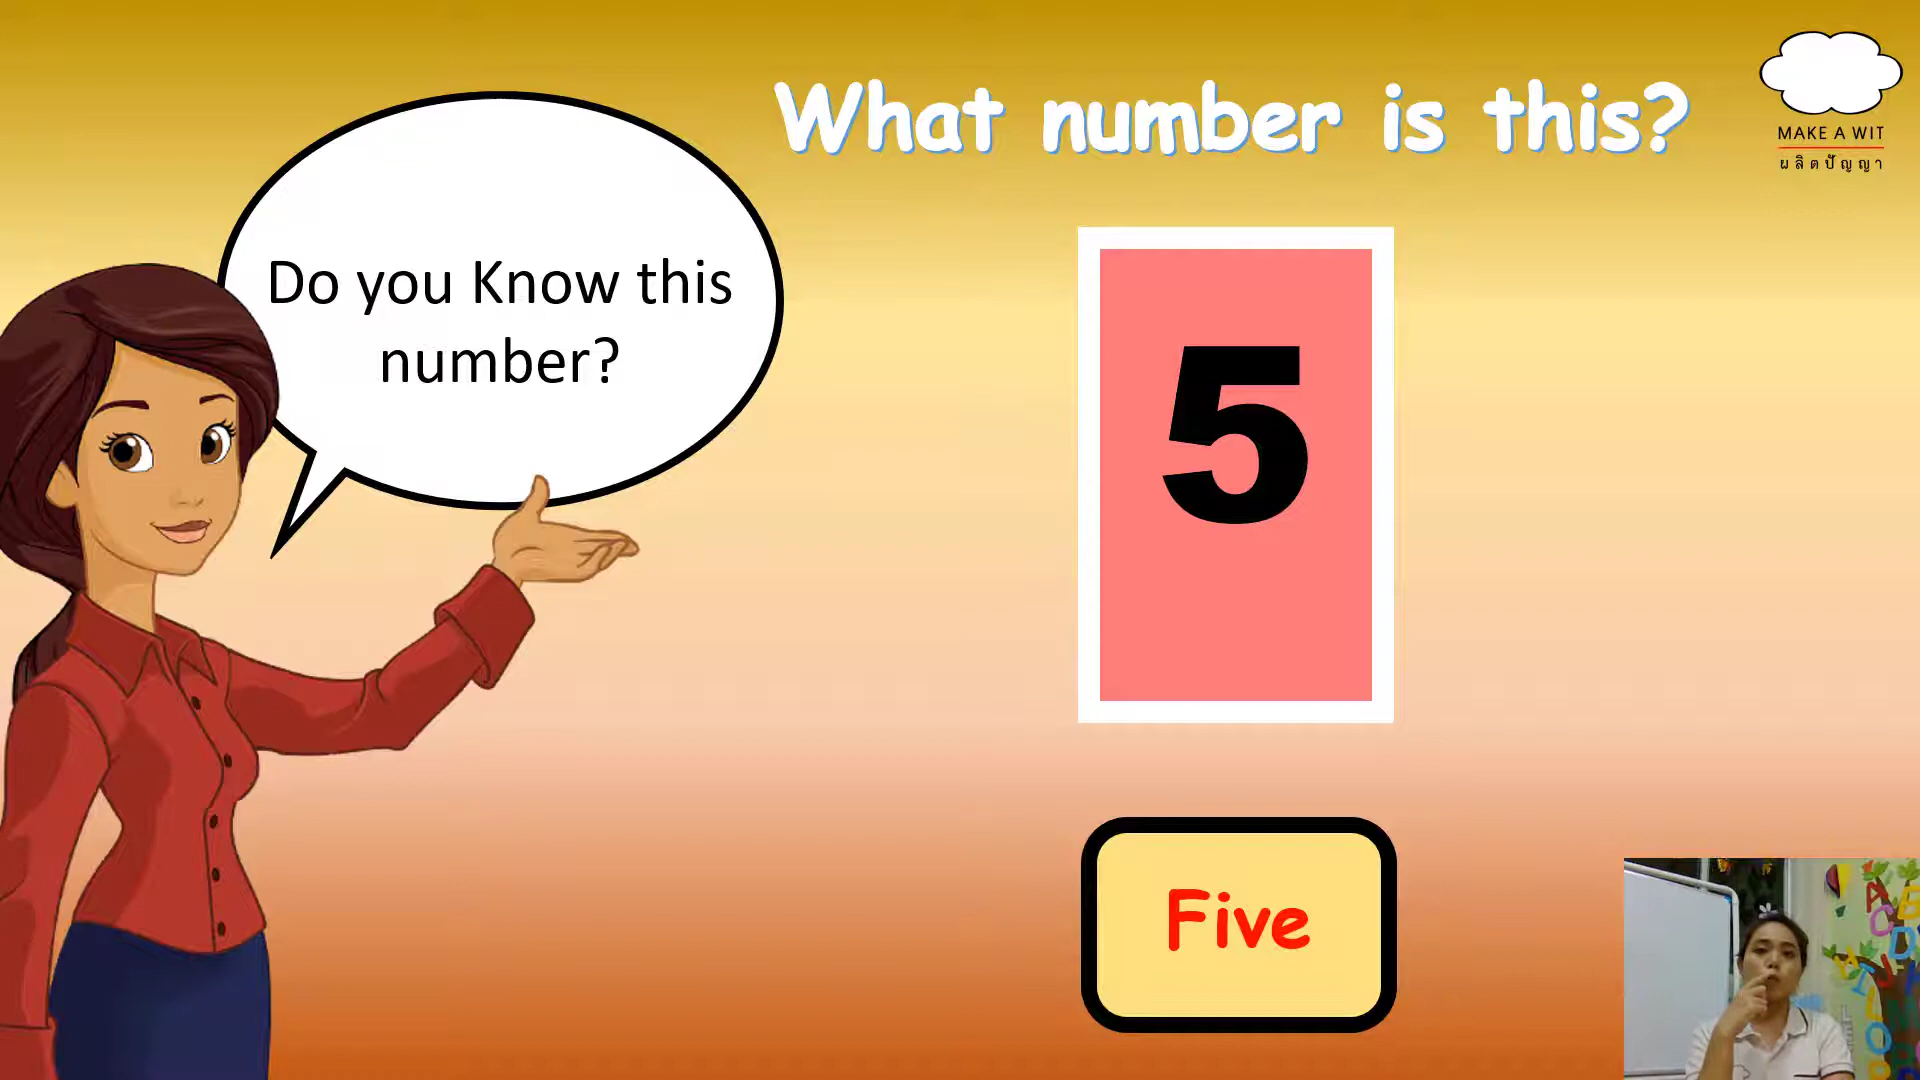 What number is this?
MAKE A WIT
ผลิตปัญญา
Do you Know this
number?
5
Five